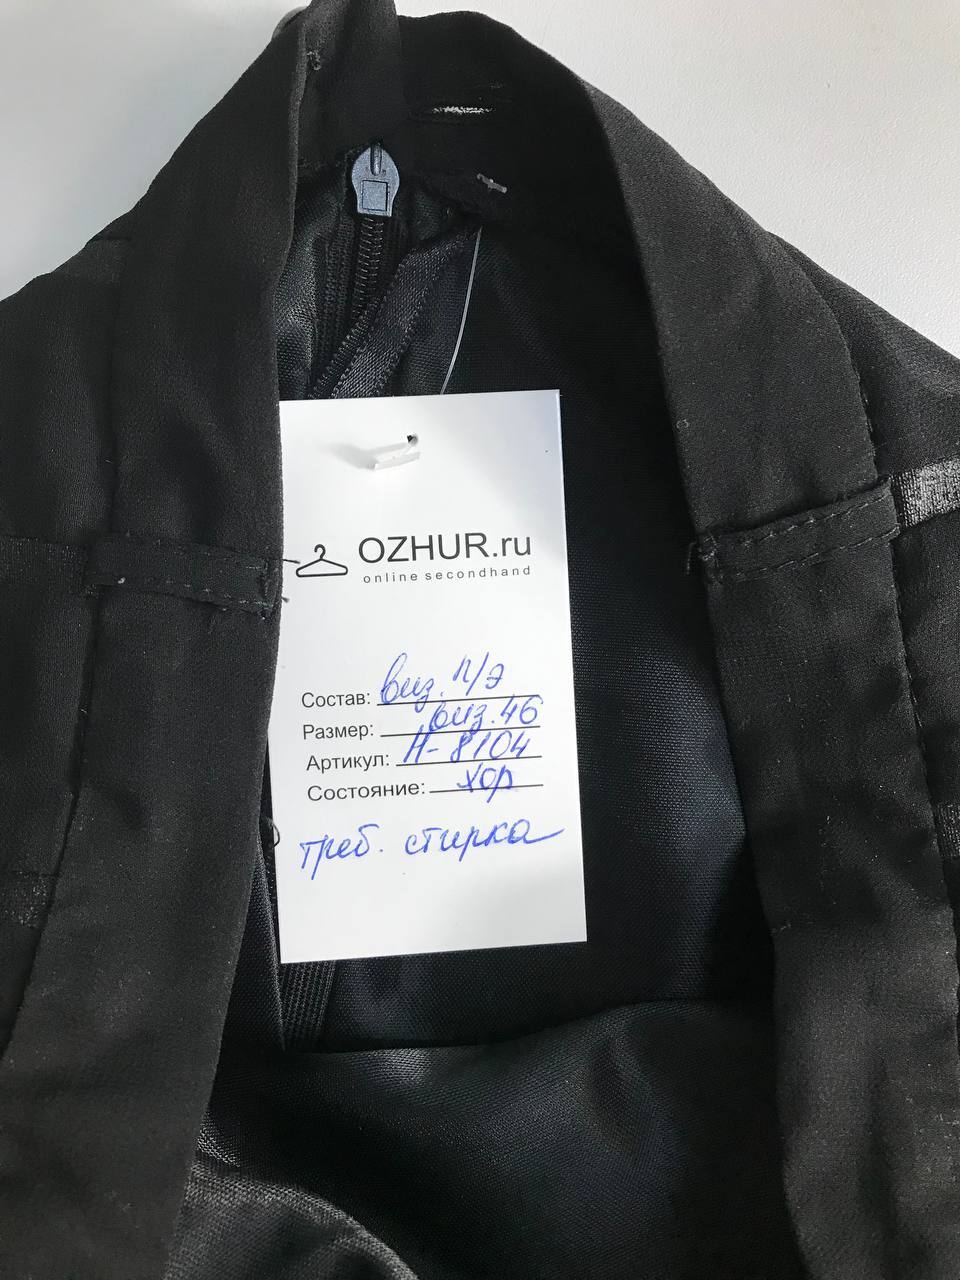 OZHUR.ru
online secondhand
Состав: виз. п/э
Размер: виз. 46
Артикул: Н-8104
Состояние: хор
треб. стирка